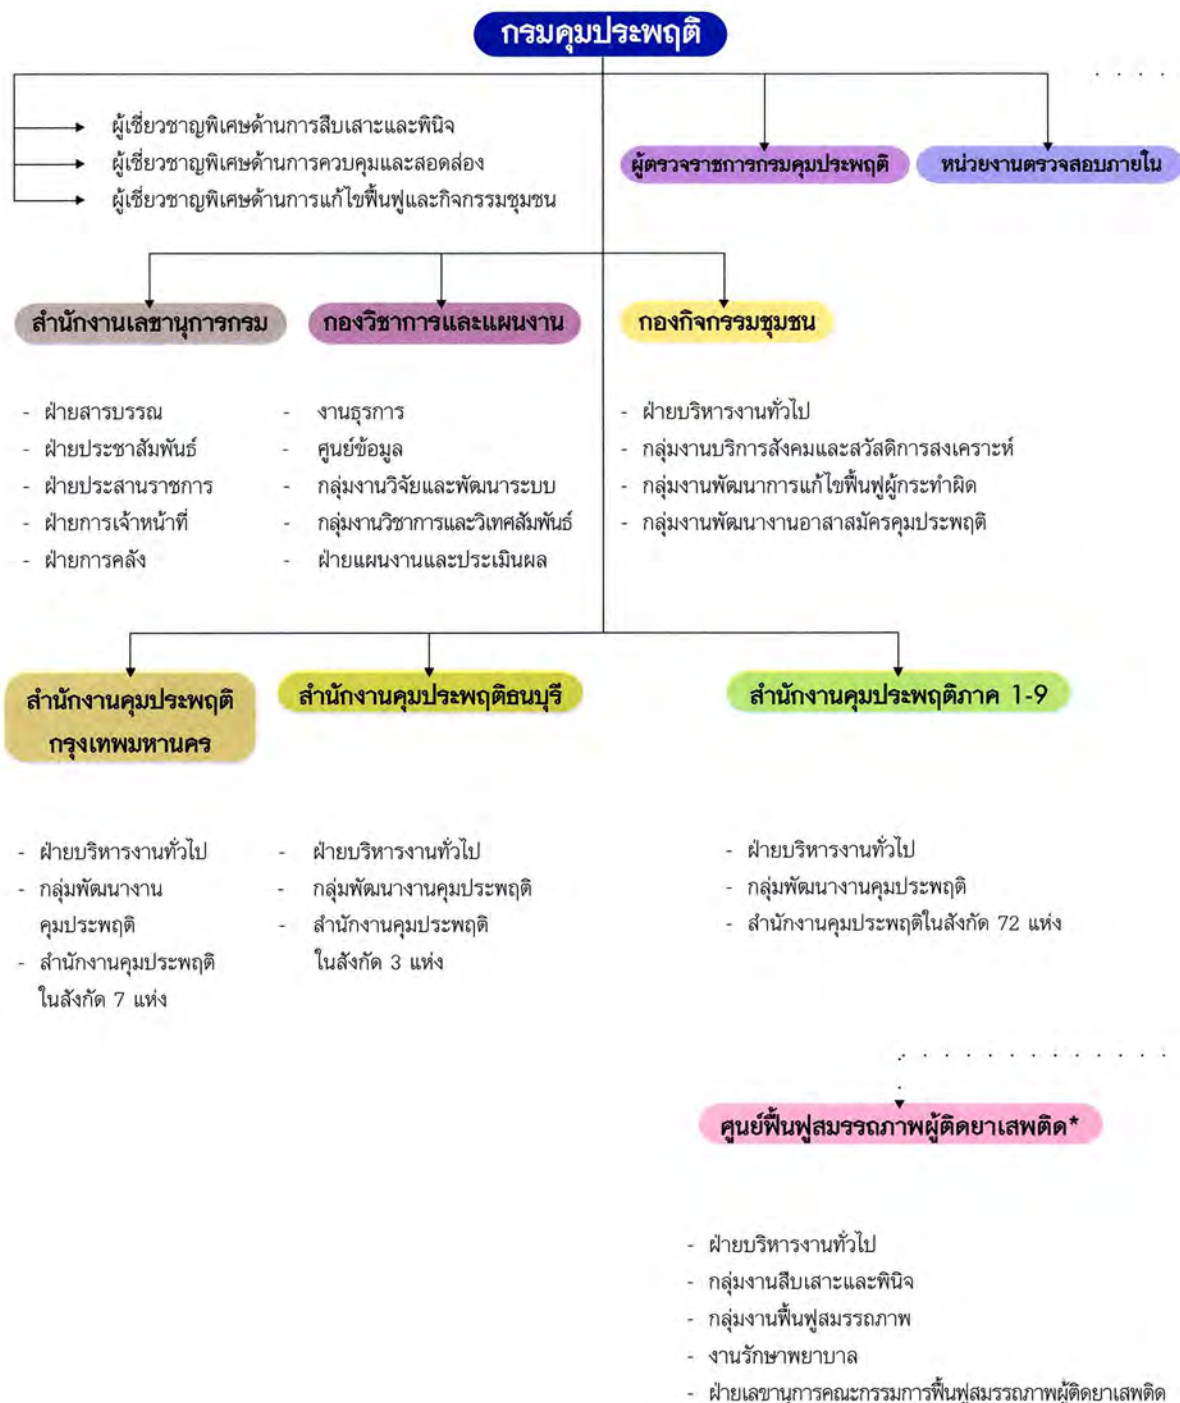 กรมคุมประพฤติ
ผู้เชี่ยวชาญพิเศษด้านการสืบเสาะและพินิจ
ผู้เชี่ยวชาญพิเศษด้านการควบคุมและสอดส่อง
ผู้เชี่ยวชาญพิเศษด้านการแก้ไขฟื้นฟูและกิจกรรมชุมชน
ผู้ตรวจราชการกรมคุมประพฤติ
หน่วยงานตรวจสอบภายใน
สำนักงานเลขานุการกรม
- ฝ่ายสารบรรณ
- ฝ่ายประชาสัมพันธ์
- ฝ่ายประสานราชการ
- ฝ่ายการเจ้าหน้าที่
- ฝ่ายการคลัง
กองวิชาการและแผนงาน
- งานธุรการ
- ศูนย์ข้อมูล
- กลุ่มงานวิจัยและพัฒนาระบบ
- กลุ่มงานวิชาการและวิเทศสัมพันธ์
- ฝ่ายแผนงานและประเมินผล
กองกิจกรรมชุมชน
- ฝ่ายบริหารงานทั่วไป
- กลุ่มงานบริการสังคมและสวัสดิการสงเคราะห์
- กลุ่มงานพัฒนาการแก้ไขฟื้นฟูผู้กระทำผิด
- กลุ่มงานพัฒนางานอาสาสมัครคุมประพฤติ
สำนักงานคุมประพฤติ
กรุงเทพมหานคร
- ฝ่ายบริหารงานทั่วไป
- กลุ่มพัฒนางาน
คุมประพฤติ
- สำนักงานคุมประพฤติ
ในสังกัด 7 แห่ง
สำนักงานคุมประพฤติธนบุรี
- ฝ่ายบริหารงานทั่วไป
- กลุ่มพัฒนางานคุมประพฤติ
- สำนักงานคุมประพฤติ
ในสังกัด 3 แห่ง
สำนักงานคุมประพฤติภาค 1-9
- ฝ่ายบริหารงานทั่วไป
- กลุ่มพัฒนางานคุมประพฤติ
- สำนักงานคุมประพฤติในสังกัด 72 แห่ง
ศูนย์ฟื้นฟูสมรรถภาพผู้ติดยาเสพติด*
- ฝ่ายบริหารงานทั่วไป
- กลุ่มงานสืบเสาะและพินิจ
- กลุ่มงานฟื้นฟูสมรรถภาพ
- งานรักษาพยาบาล
- ฝ่ายเลขานุการคณะกรรมการฟื้นฟูสมรรถภาพผู้ติดยาเสพติด